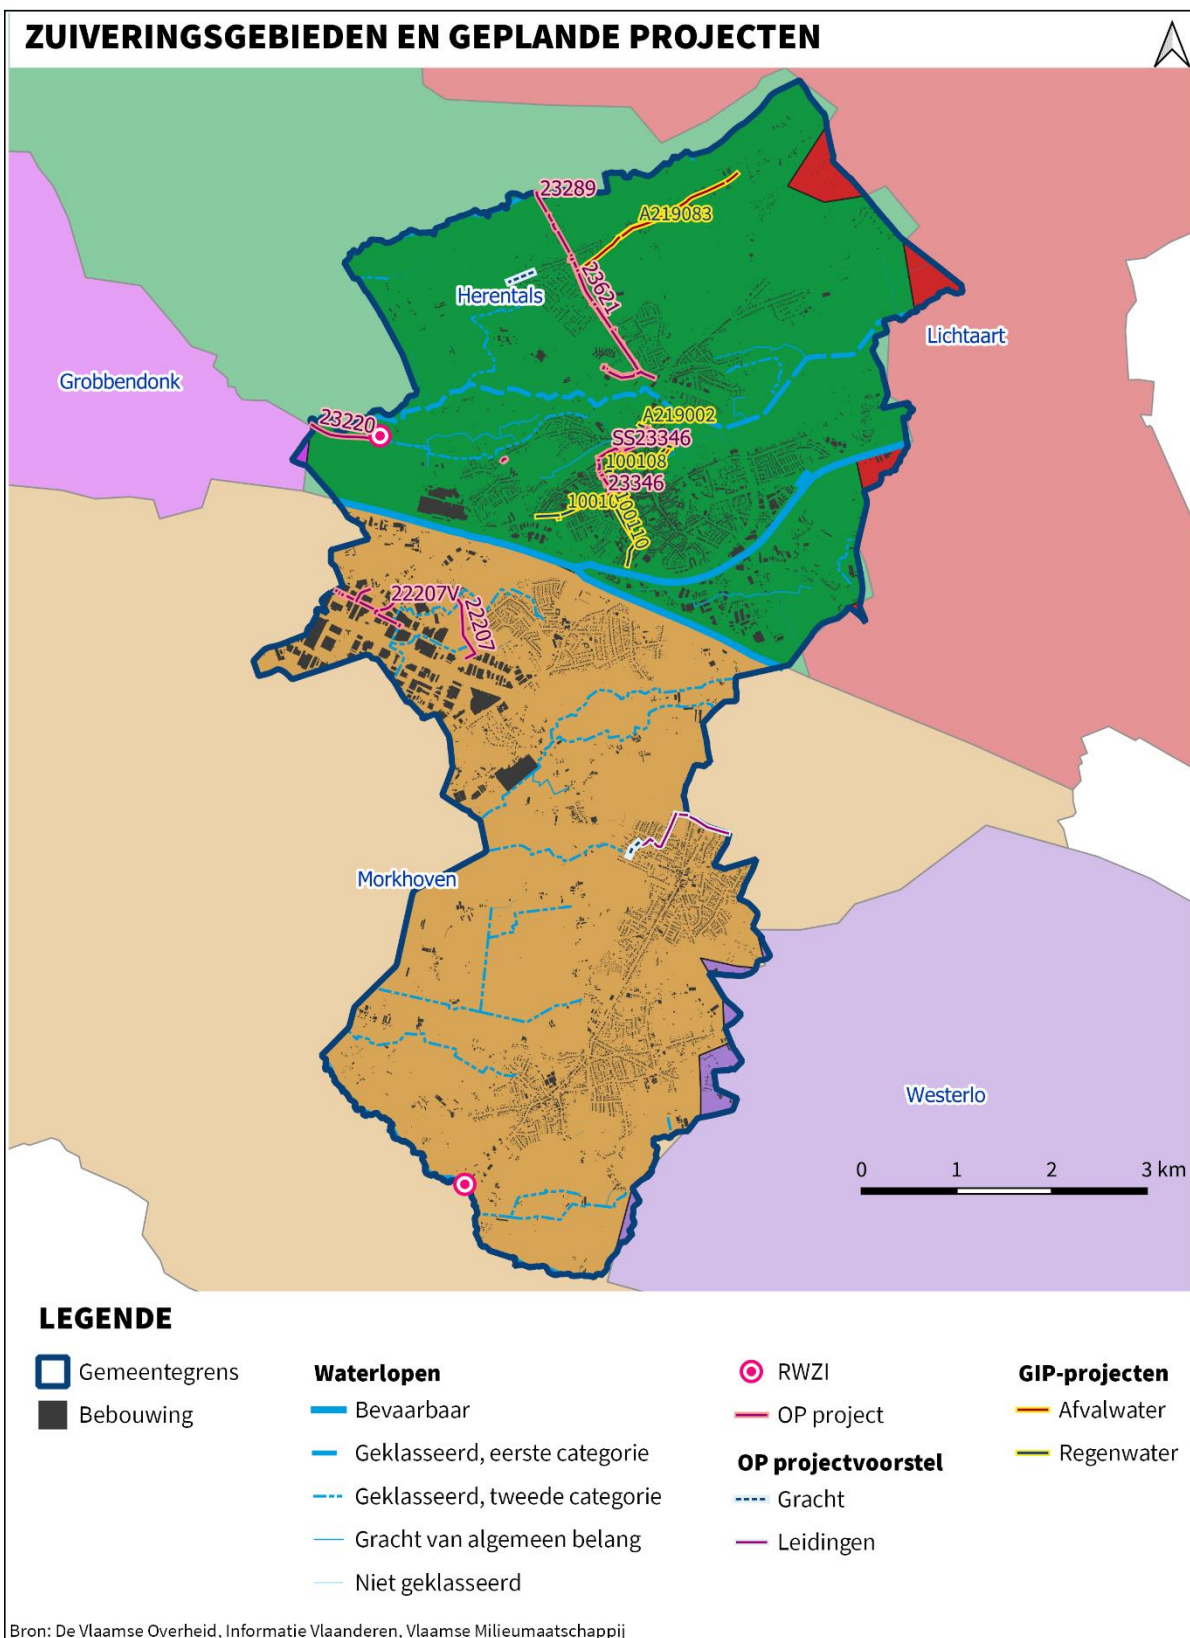 ZUIVERINGSGEBIEDEN EN GEPLANDE PROJECTEN
23289
A219083
23621
Herentals
Lichtaart
Grobbendonk
23220
A219002
SS23346
100108
23346
10010
100110
22207V
22207
Morkhoven
Westerlo
0 1 2 3 km
LEGENDE
Gemeentegrens
Bebouwing
Waterlopen
Bevaarbaar
Geklasseerd, eerste categorie
Geklasseerd, tweede categorie
Gracht van algemeen belang
Niet geklasseerd
RWZI
OP project
OP projectvoorstel
Gracht
Leidingen
GIP-projecten
Afvalwater
Regenwater
Bron: De Vlaamse Overheid, Informatie Vlaanderen, Vlaamse Milieumaatschappij